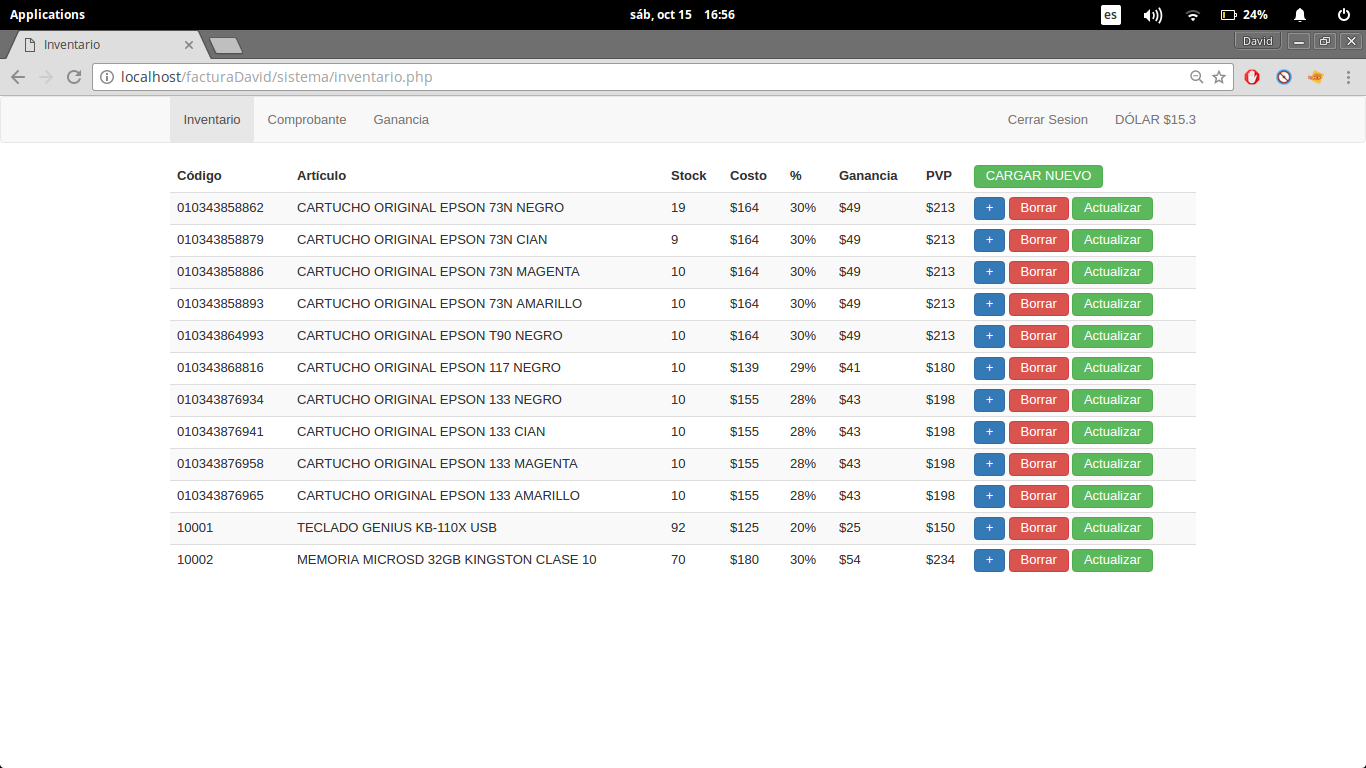 Applications sáb, oct 15 16:56 es 24%
Inventario David
localhost/facturaDavid/sistema/inventario.php
Inventario Comprobante Ganancia Cerrar Sesion DÓLAR $15.3
Código Artículo Stock Costo % Ganancia PVP CARGAR NUEVO
010343858862 CARTUCHO ORIGINAL EPSON 73N NEGRO 19 $164 30% $49 $213 + Borrar Actualizar
010343858879 CARTUCHO ORIGINAL EPSON 73N CIAN 9 $164 30% $49 $213 + Borrar Actualizar
010343858886 CARTUCHO ORIGINAL EPSON 73N MAGENTA 10 $164 30% $49 $213 + Borrar Actualizar
010343858893 CARTUCHO ORIGINAL EPSON 73N AMARILLO 10 $164 30% $49 $213 + Borrar Actualizar
010343864993 CARTUCHO ORIGINAL EPSON T90 NEGRO 10 $164 30% $49 $213 + Borrar Actualizar
010343868816 CARTUCHO ORIGINAL EPSON 117 NEGRO 10 $139 29% $41 $180 + Borrar Actualizar
010343876934 CARTUCHO ORIGINAL EPSON 133 NEGRO 10 $155 28% $43 $198 + Borrar Actualizar
010343876941 CARTUCHO ORIGINAL EPSON 133 CIAN 10 $155 28% $43 $198 + Borrar Actualizar
010343876958 CARTUCHO ORIGINAL EPSON 133 MAGENTA 10 $155 28% $43 $198 + Borrar Actualizar
010343876965 CARTUCHO ORIGINAL EPSON 133 AMARILLO 10 $155 28% $43 $198 + Borrar Actualizar
10001 TECLADO GENIUS KB-110X USB 92 $125 20% $25 $150 + Borrar Actualizar
10002 MEMORIA MICROSD 32GB KINGSTON CLASE 10 70 $180 30% $54 $234 + Borrar Actualizar